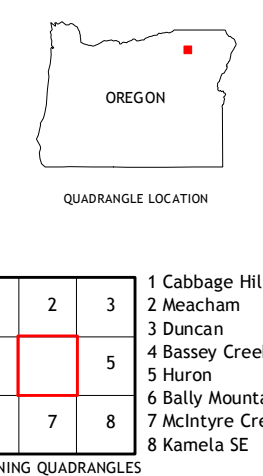 OREGON
QUADRANGLE LOCATION
2 3
5
7 8
1 Cabbage Hil
2 Meacham
3 Duncan
4 Bassey Creek
5 Huron
6 Bally Mounta
7 McIntyre Cre
8 Kamela SE
NING QUADRANGLES